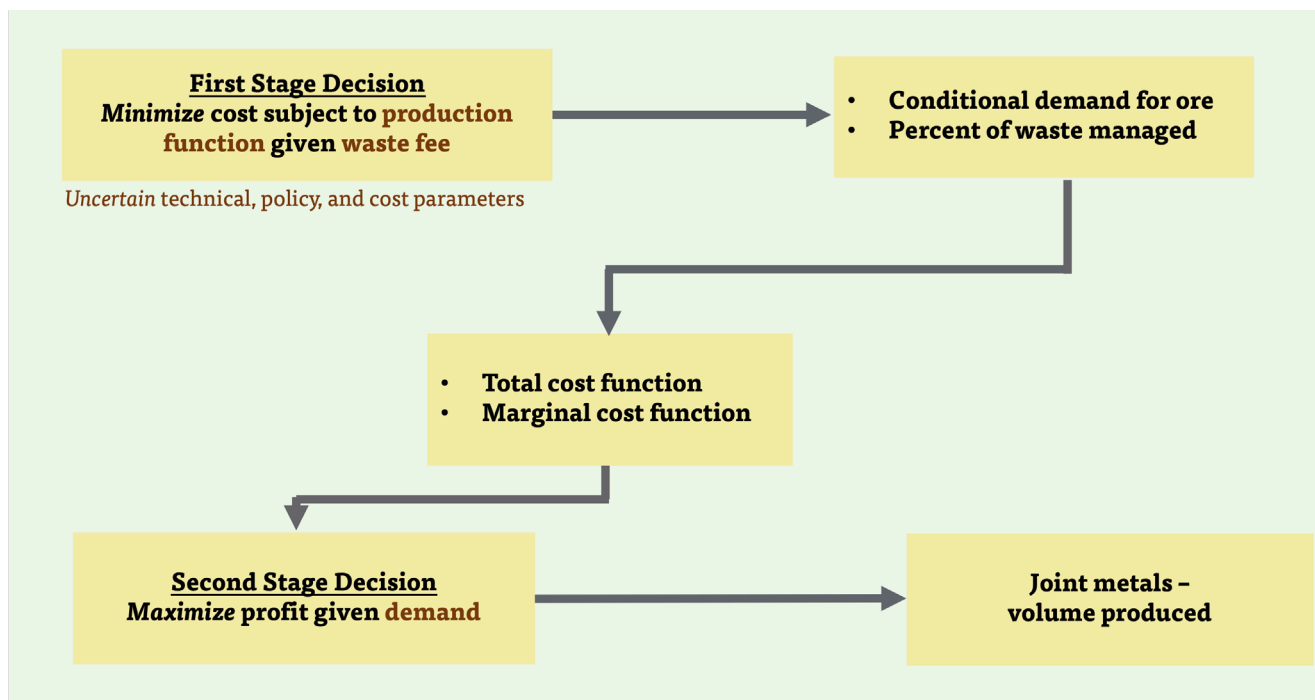 First Stage Decision
Minimize cost subject to production
function given waste fee
Uncertain technical, policy, and cost parameters
• Conditional demand for ore
• Percent of waste managed
• Total cost function
• Marginal cost function
Second Stage Decision
Maximize profit given demand
Joint metals –
volume produced